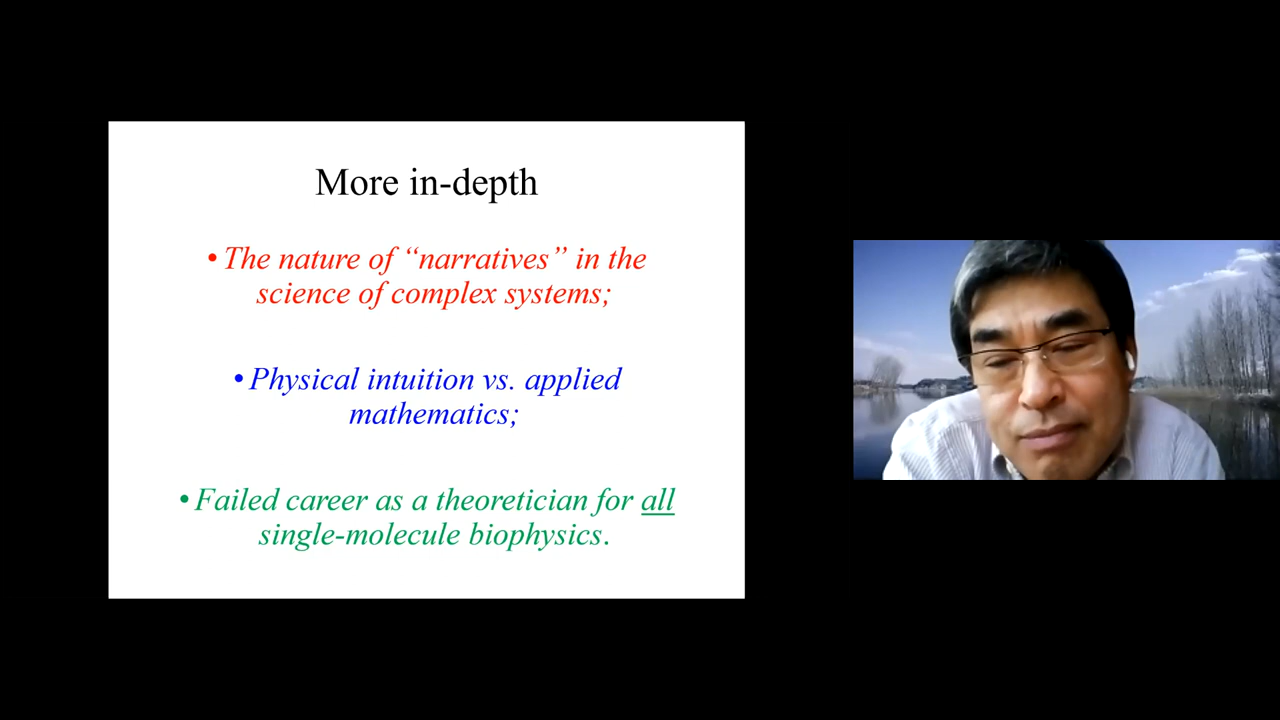 More in-depth
• The nature of “narratives” in the
science of complex systems;
• Physical intuition vs. applied
mathematics;
• Failed career as a theoretician for all
single-molecule biophysics.